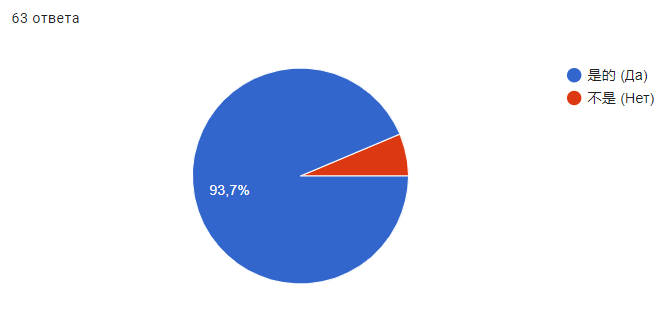 63 ответа
是的 (Да)
不是 (Нет)
93,7%